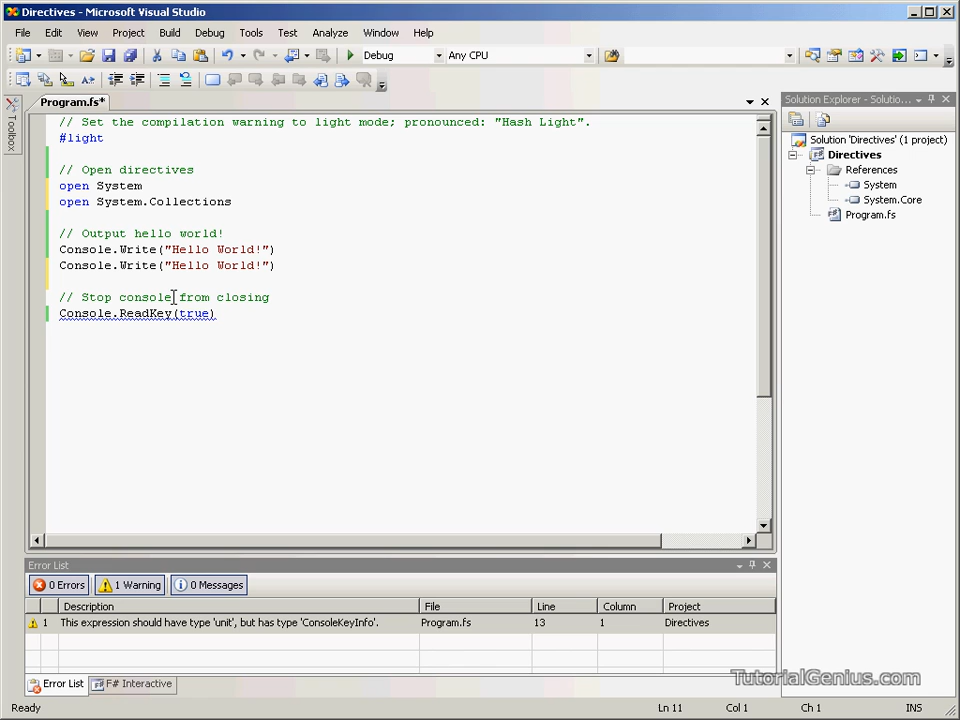 Directives - Microsoft Visual Studio
File Edit View Project Build Debug Tools Test Analyze Window Help
Debug Any CPU
Program.fs*
Toolbox
// Set the compilation warning to light mode; pronounced: "Hash Light".
#light
// Open directives
open System
open System.Collections
// Output hello world!
Console.Write("Hello World!")
Console.Write("Hello World!")
// Stop console from closing
Console.ReadKey(true)
Solution Explorer - Solutio...
Solution 'Directives' (1 project)
Directives
References
System
System.Core
Program.fs
Error List
0 Errors 1 Warning 0 Messages
Description File Line Column Project
1 This expression should have type 'unit', but has type 'ConsoleKeyInfo'. Program.fs 13 1 Directives
Error List F# Interactive
TutorialGenius.com
Ready Ln 11 Col 1 Ch 1 INS